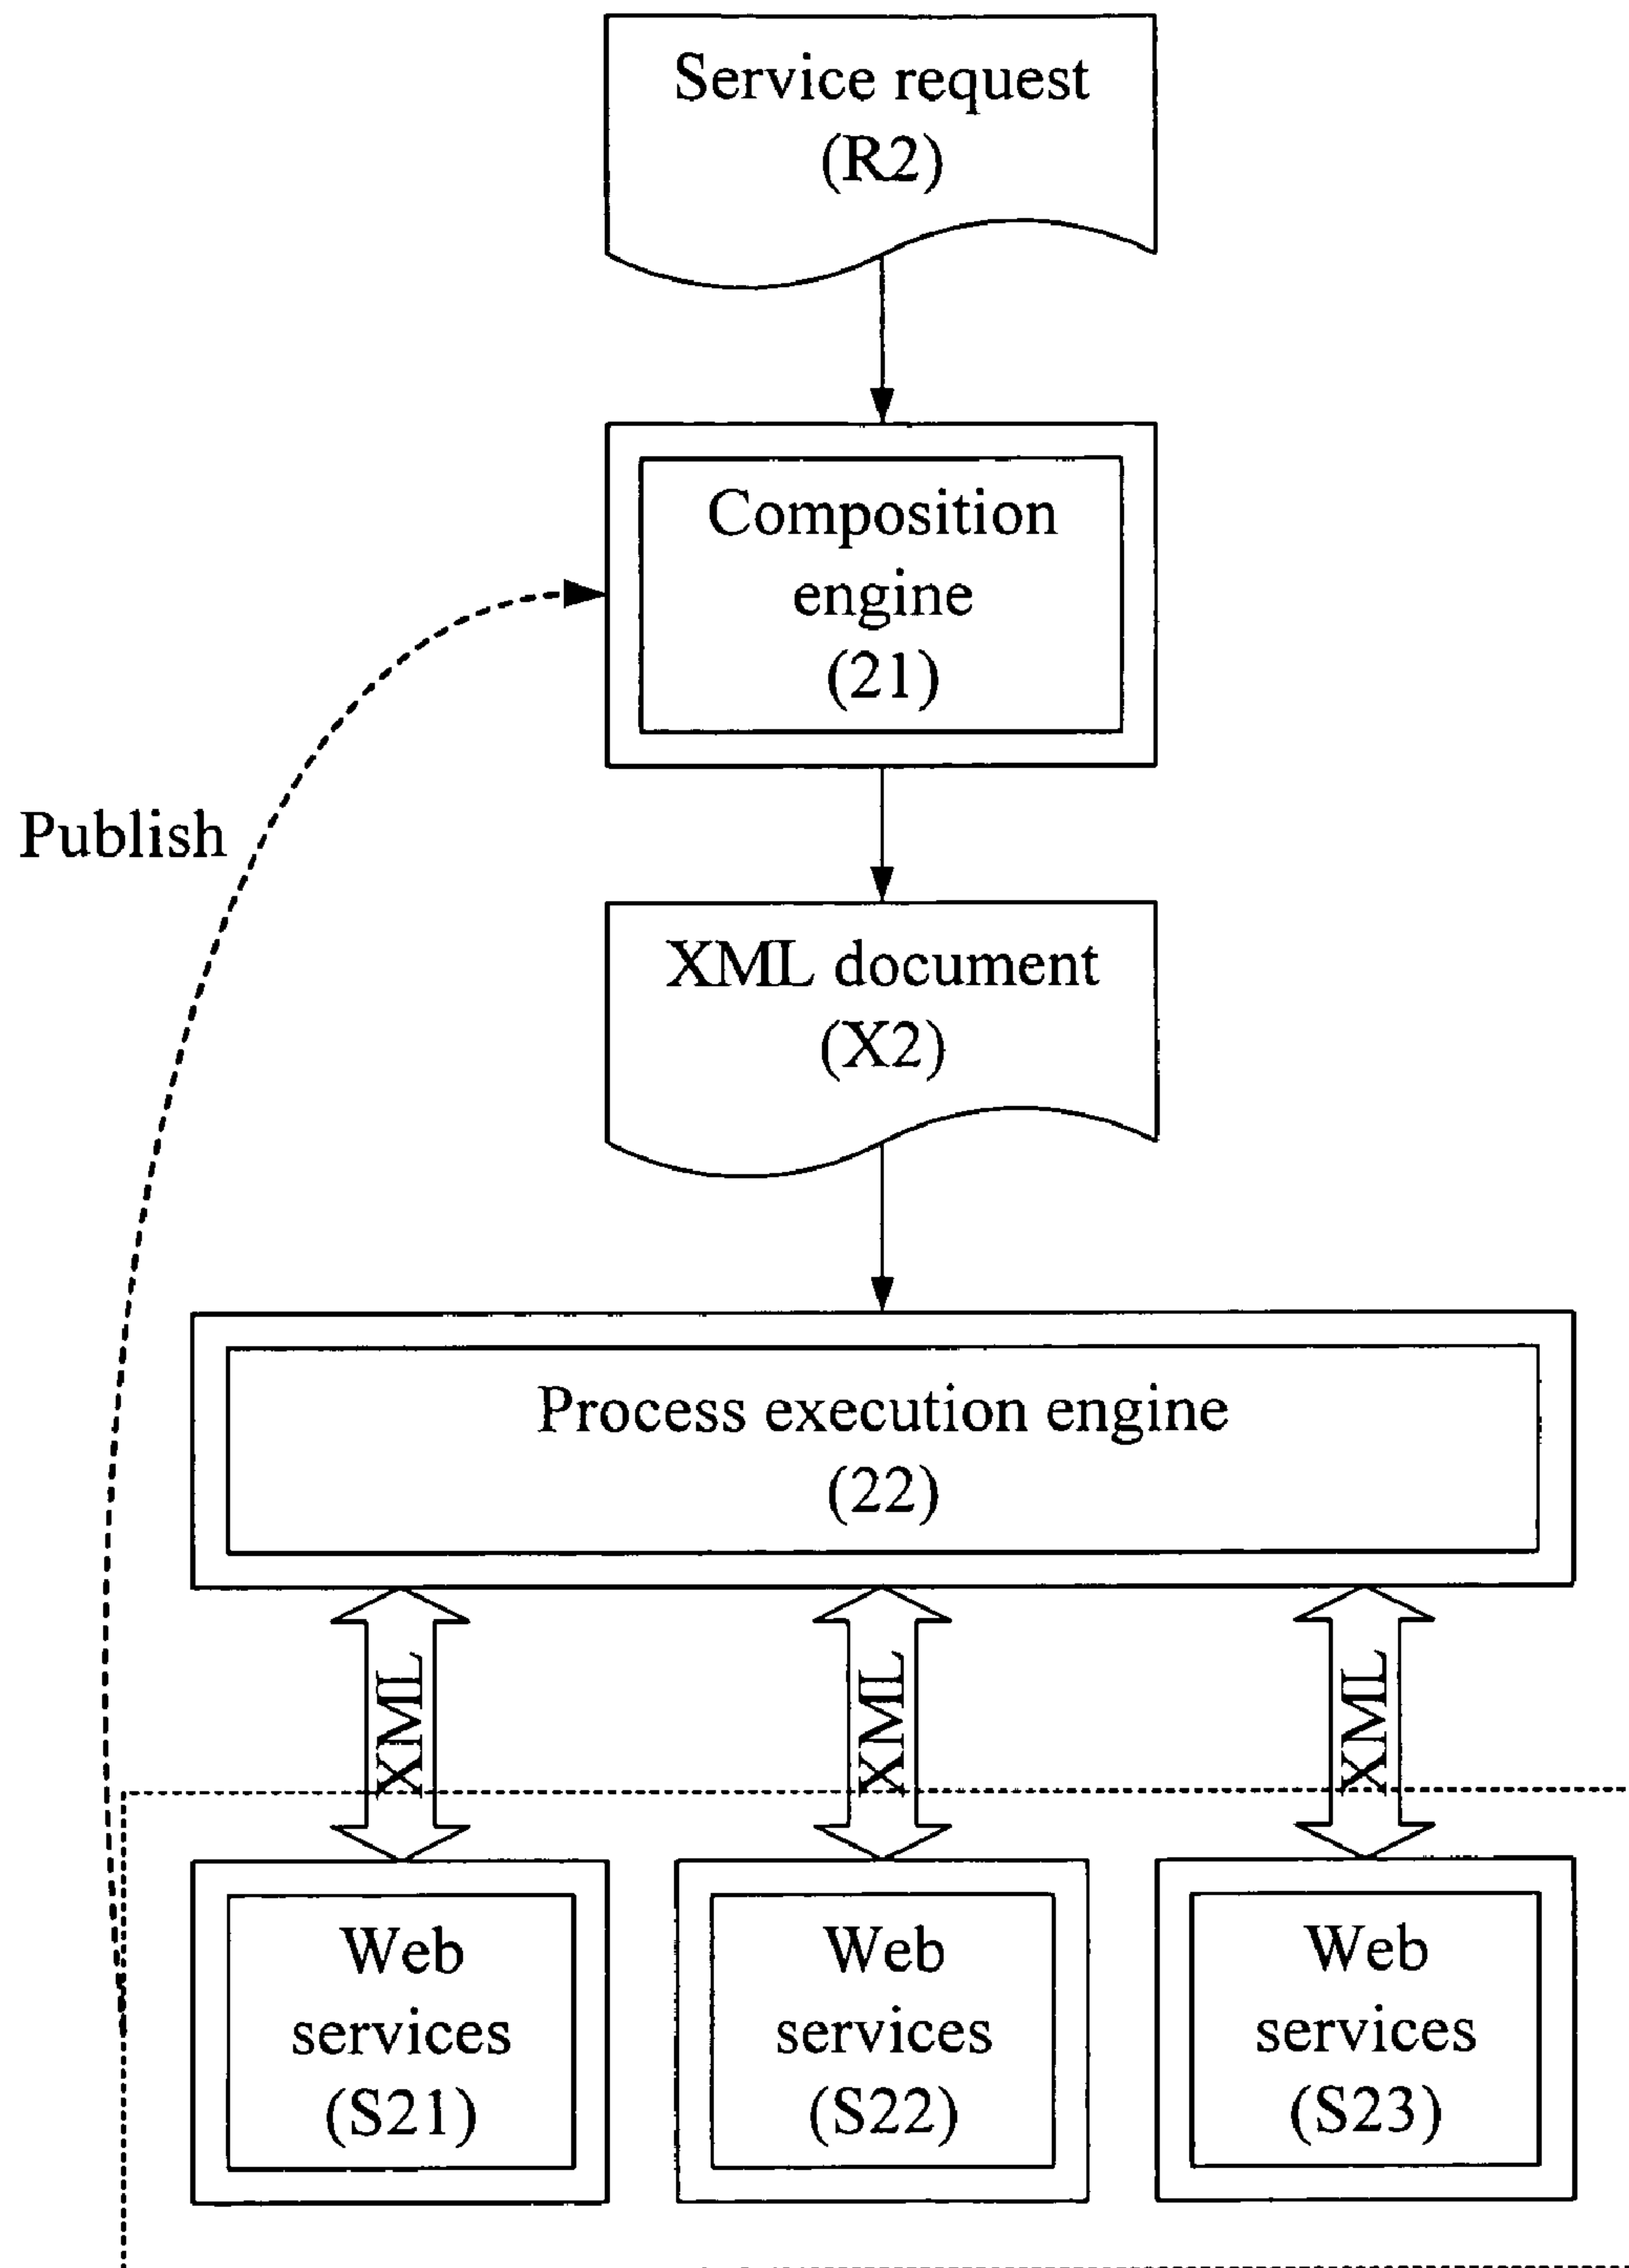 Service request
(R2)
Composition
engine
(21)
Publish
XML document
(X2)
Process execution engine
(22)
XML
XML
XML
Web
services
(S21)
Web
services
(S22)
Web
services
(S23)